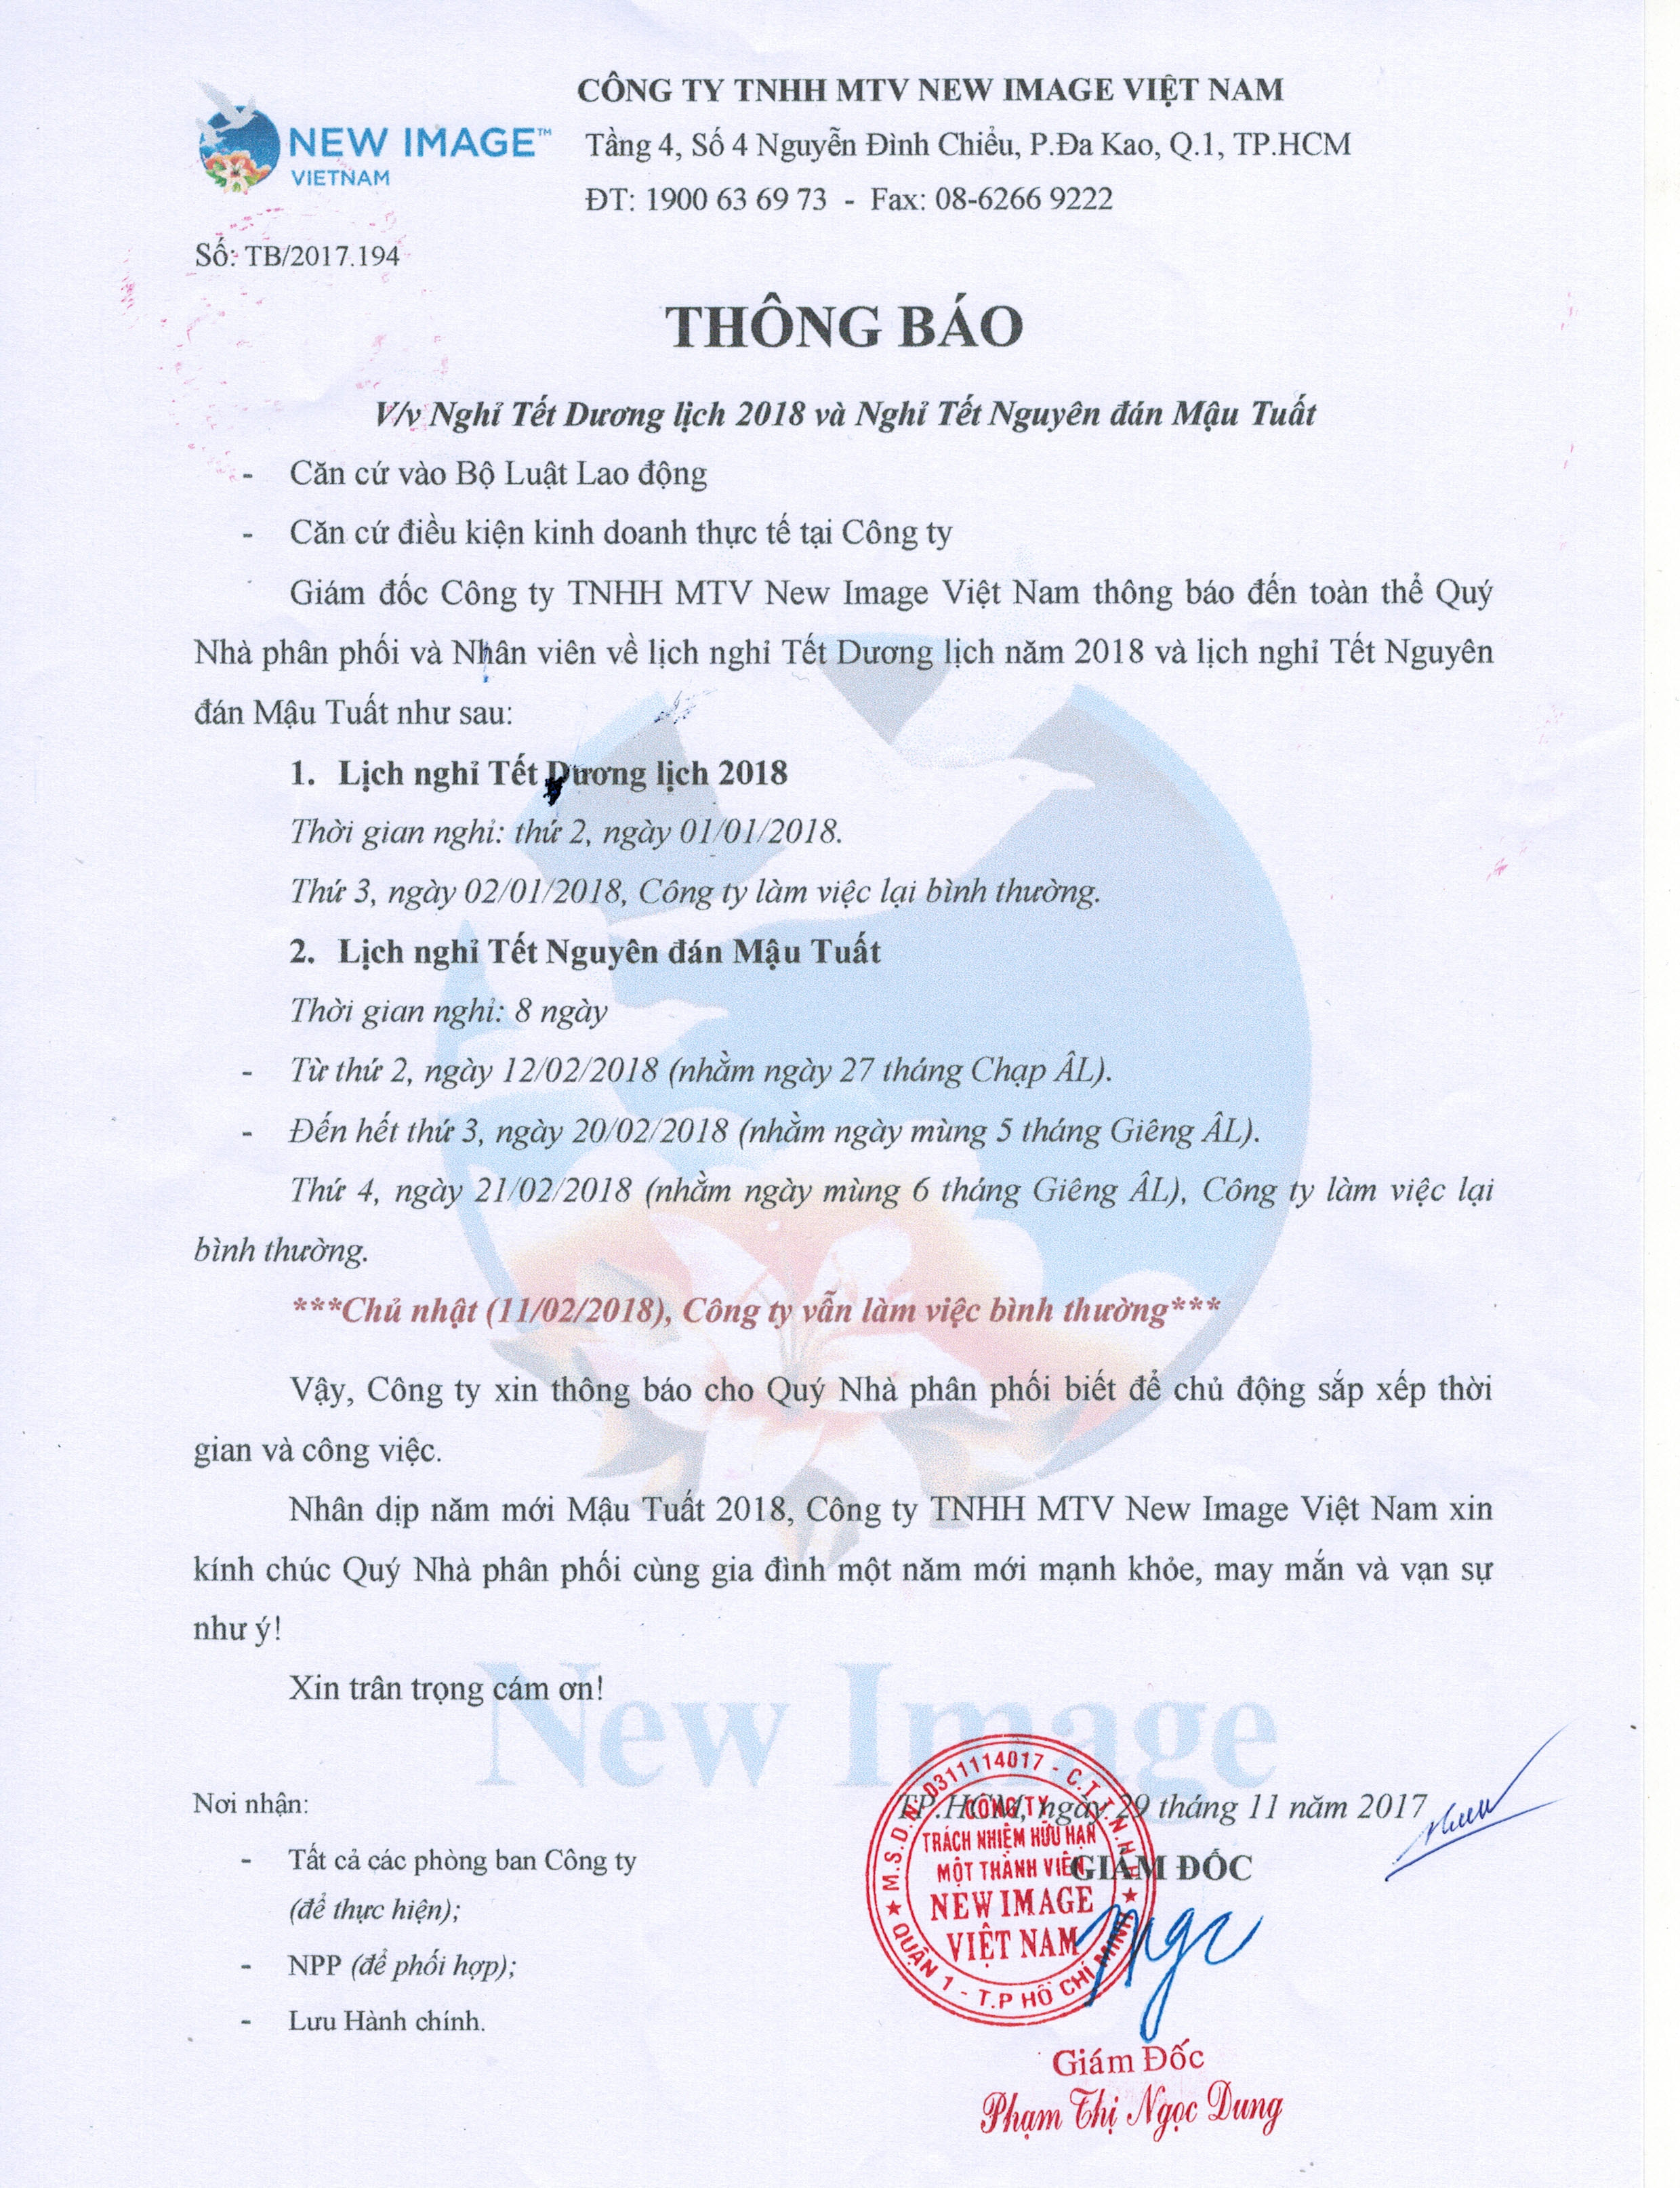 NEW IMAGE™
VIETNAM
CÔNG TY TNHH MTV NEW IMAGE VIỆT NAM
Tầng 4, Số 4 Nguyễn Đình Chiểu, P.Đa Kao, Q.1, TP.HCM
ĐT: 1900 63 69 73 - Fax: 08-6266 9222
Số: TB/2017.194
THÔNG BÁO
V/v Nghỉ Tết Dương lịch 2018 và Nghỉ Tết Nguyên đán Mậu Tuất
- Căn cứ vào Bộ Luật Lao động
- Căn cứ điều kiện kinh doanh thực tế tại Công ty
Giám đốc Công ty TNHH MTV New Image Việt Nam thông báo đến toàn thể Quý
Nhà phân phối và Nhân viên về lịch nghỉ Tết Dương lịch năm 2018 và lịch nghỉ Tết Nguyên
đán Mậu Tuất như sau:
1. Lịch nghỉ Tết Dương lịch 2018
Thời gian nghỉ: thứ 2, ngày 01/01/2018.
Thứ 3, ngày 02/01/2018, Công ty làm việc lại bình thường.
2. Lịch nghỉ Tết Nguyên đán Mậu Tuất
Thời gian nghỉ: 8 ngày
- Từ thứ 2, ngày 12/02/2018 (nhằm ngày 27 tháng Chạp ÂL).
- Đến hết thứ 3, ngày 20/02/2018 (nhằm ngày mùng 5 tháng Giêng ÂL).
Thứ 4, ngày 21/02/2018 (nhằm ngày mùng 6 tháng Giêng ÂL), Công ty làm việc lại
bình thường.
***Chủ nhật (11/02/2018), Công ty vẫn làm việc bình thường***
Vậy, Công ty xin thông báo cho Quý Nhà phân phối biết để chủ động sắp xếp thời
gian và công việc.
Nhân dịp năm mới Mậu Tuất 2018, Công ty TNHH MTV New Image Việt Nam xin
kính chúc Quý Nhà phân phối cùng gia đình một năm mới mạnh khỏe, may mắn và vạn sự
như ý!
Xin trân trọng cám ơn!
New Image
Nơi nhận:
- Tất cả các phòng ban Công ty
(để thực hiện);
- NPP (để phối hợp);
- Lưu Hành chính.
TP.HCM, ngày 29 tháng 11 năm 2017
GIÁM ĐỐC
M.S.D.N. 0311114017 - C.T.T.N.H.H
CÔNG TY
TRÁCH NHIỆM HỮU HẠN
MỘT THÀNH VIÊN
NEW IMAGE
VIỆT NAM
★ QUẬN 1 - T.P HỒ CHÍ MINH ★
Giám Đốc
Phạm Thị Ngọc Dung